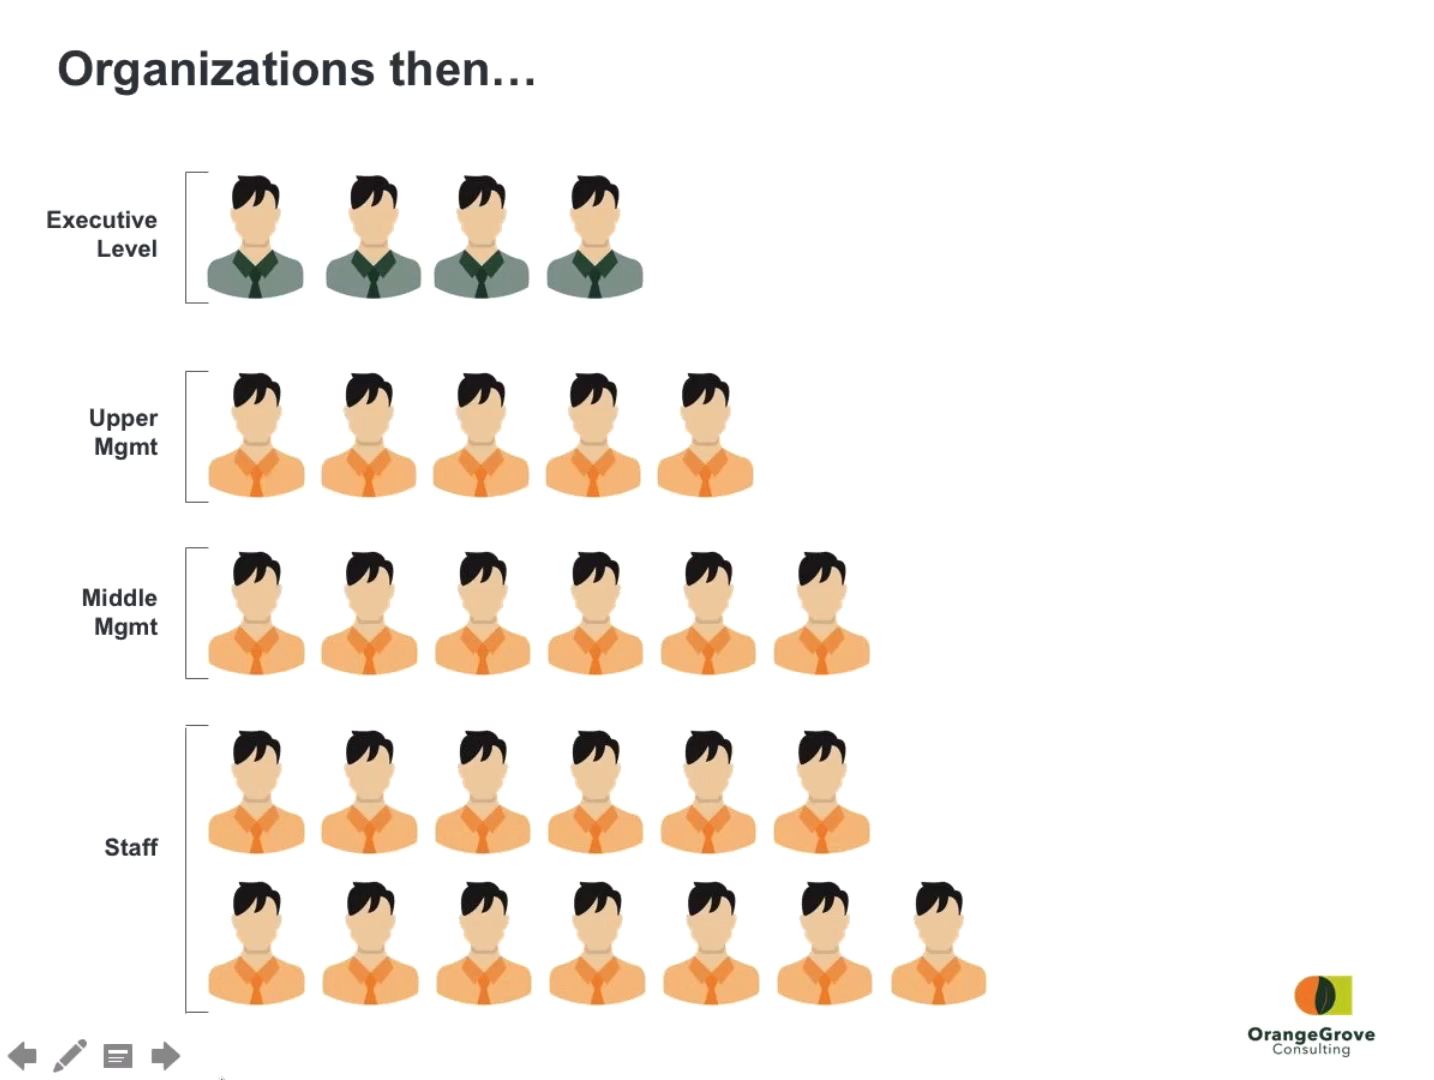 Organizations then…
Executive
Level
Upper
Mgmt
Middle
Mgmt
Staff
OrangeGrove
Consulting